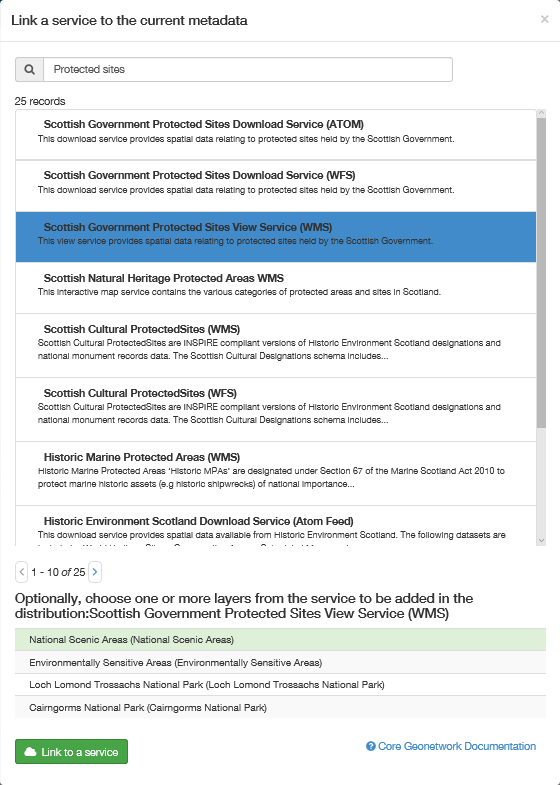 Link a service to the current metadata
×
Protected sites
25 records
Scottish Government Protected Sites Download Service (ATOM)
This download service provides spatial data relating to protected sites held by the Scottish Government.
Scottish Government Protected Sites Download Service (WFS)
This download service provides spatial data relating to protected sites held by the Scottish Government.
Scottish Government Protected Sites View Service (WMS)
This view service provides spatial data relating to protected sites held by the Scottish Government.
Scottish Natural Heritage Protected Areas WMS
This interactive map service contains the various categories of protected areas and sites in Scotland.
Scottish Cultural ProtectedSites (WMS)
Scottish Cultural ProtectedSites are INSPIRE compliant versions of Historic Environment Scotland designations and
national monument records data. The Scottish Cultural Designations schema includes...
Scottish Cultural ProtectedSites (WFS)
Scottish Cultural ProtectedSites are INSPIRE compliant versions of Historic Environment Scotland designations and
national monument records data. The Scottish Cultural Designations schema includes...
Historic Marine Protected Areas (WMS)
Historic Marine Protected Areas 'Historic MPAs' are designated under Section 67 of the Marine Scotland Act 2010 to
protect marine historic assets (e.g historic shipwrecks) of national importance...
Historic Environment Scotland Download Service (Atom Feed)
This download service provides spatial data available from Historic Environment Scotland. The following datasets are
1 - 10 of 25
Optionally, choose one or more layers from the service to be added in the
distribution:Scottish Government Protected Sites View Service (WMS)
National Scenic Areas (National Scenic Areas)
Environmentally Sensitive Areas (Environmentally Sensitive Areas)
Loch Lomond Trossachs National Park (Loch Lomond Trossachs National Park)
Cairngorms National Park (Cairngorms National Park)
Link to a service
Core Geonetwork Documentation